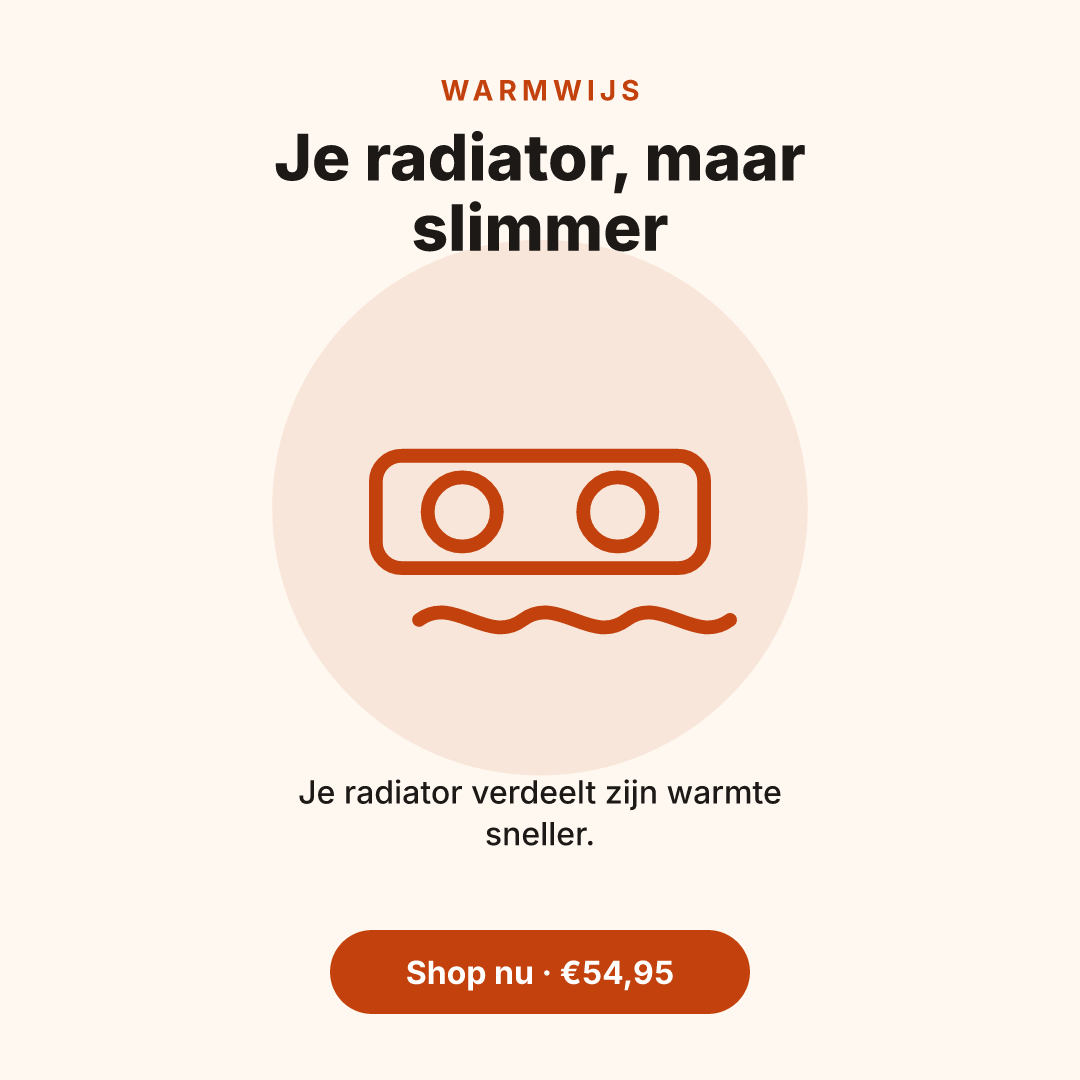 WARMWIJS
Je radiator, maar
slimmer
Je radiator verdeelt zijn warmte
sneller.
Shop nu · €54,95